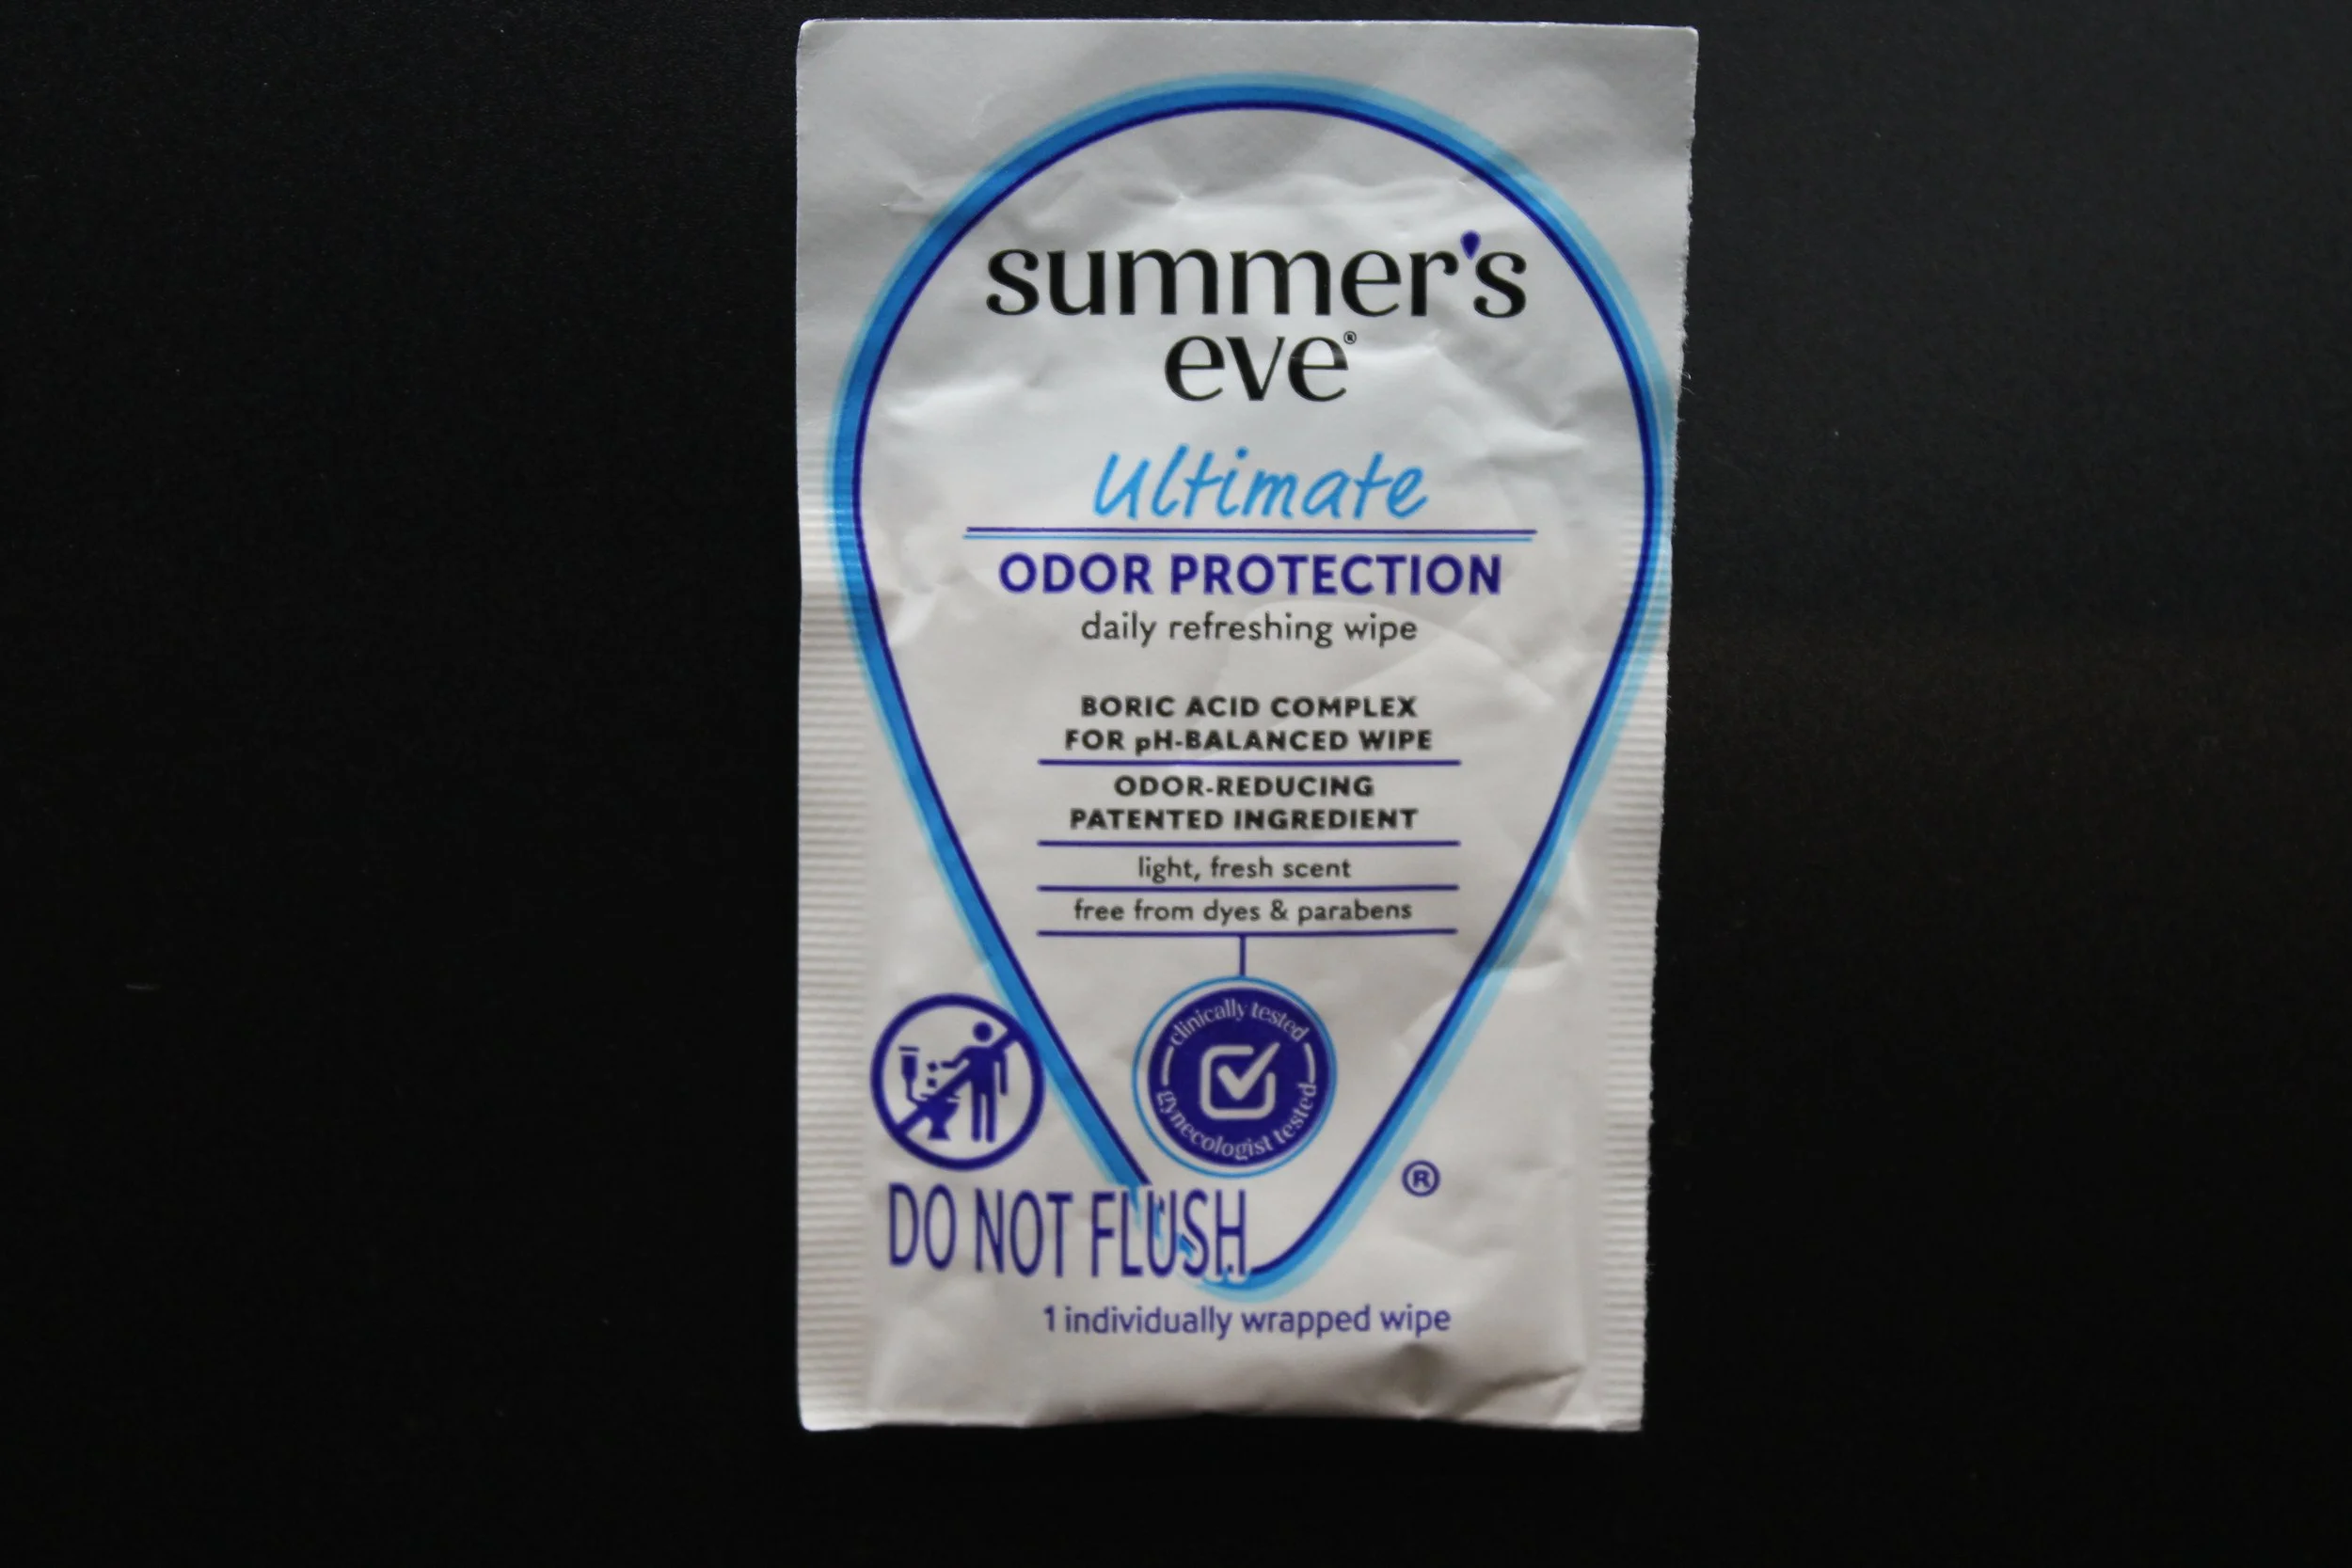 summer's
eve®
Ultimate
ODOR PROTECTION
daily refreshing wipe
BORIC ACID COMPLEX
FOR pH-BALANCED WIPE
ODOR-REDUCING
PATENTED INGREDIENT
light, fresh scent
free from dyes & parabens
clinically tested
gynecologist tested
®
DO NOT FLUSH
1 individually wrapped wipe